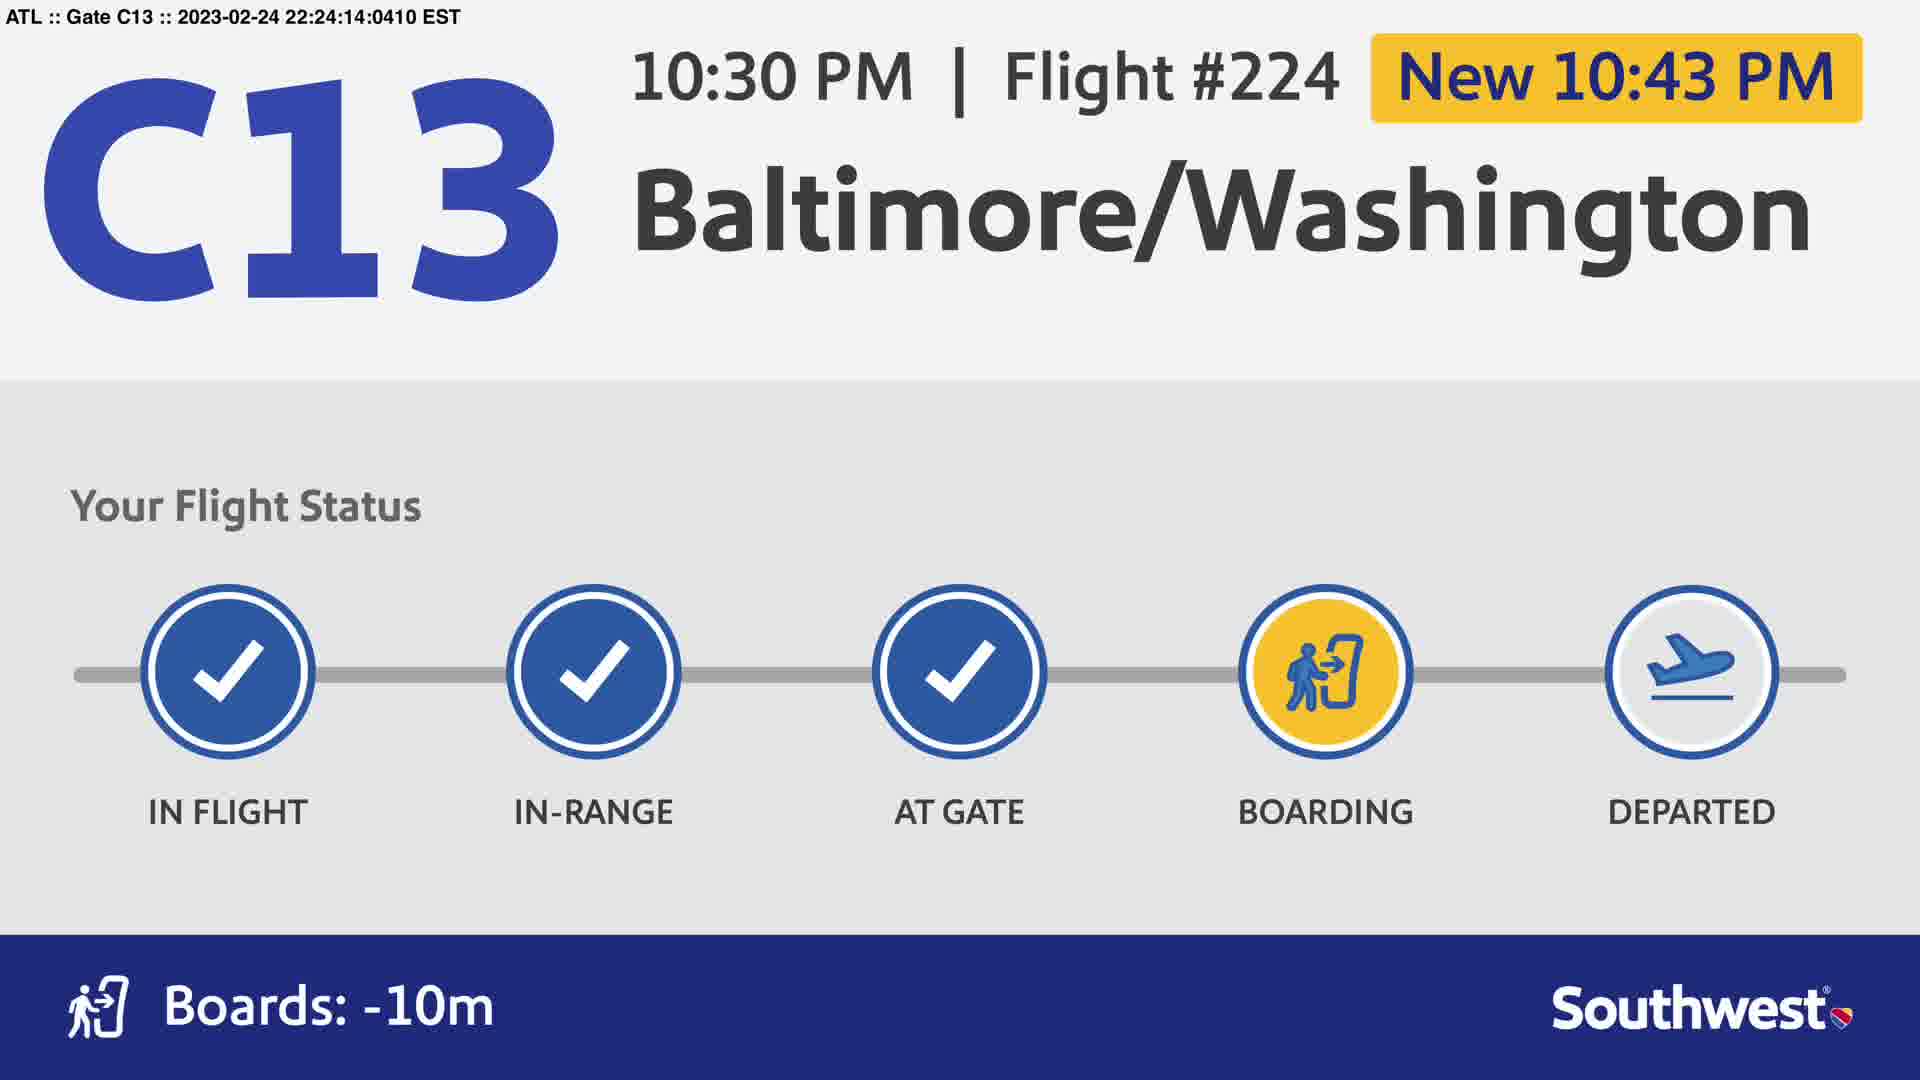 ATL :: Gate C13 :: 2023-02-24 22:24:14:0410 EST
C13
10:30 PM | Flight #224 New 10:43 PM
Baltimore/Washington
Your Flight Status
IN FLIGHT IN-RANGE AT GATE BOARDING DEPARTED
Boards: -10m
Southwest®